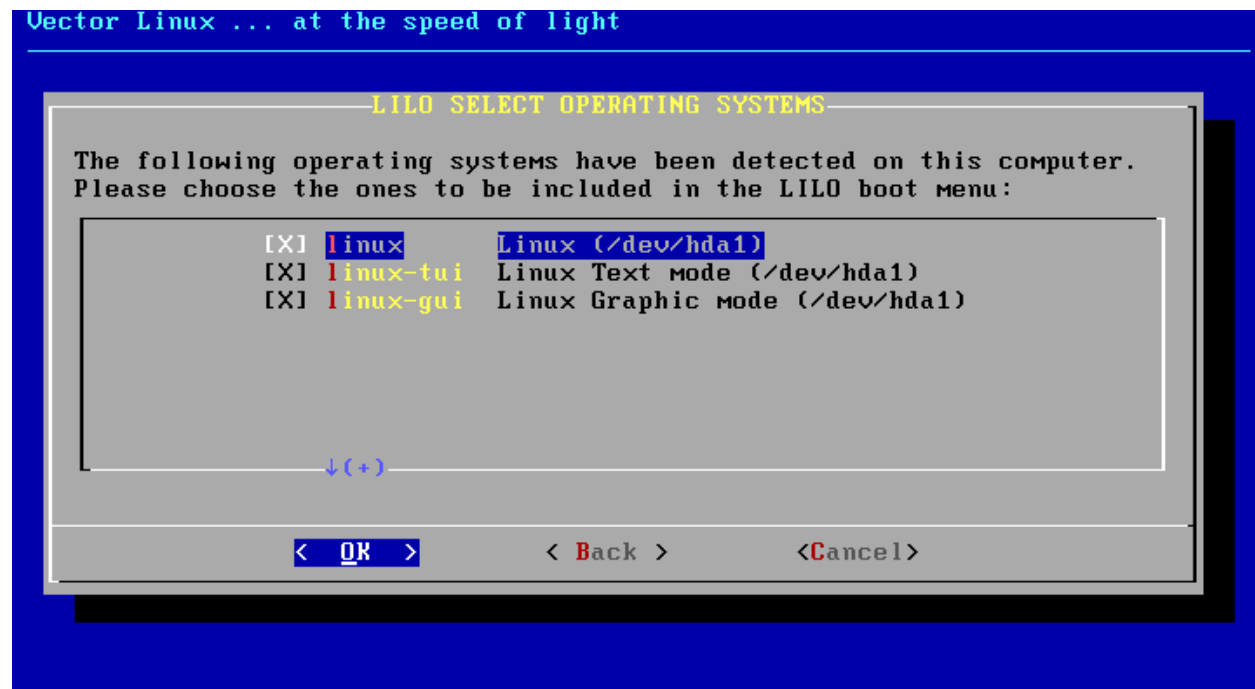 Vector Linux ... at the speed of light
LILO SELECT OPERATING SYSTEMS
The following operating systems have been detected on this computer.
Please choose the ones to be included in the LILO boot menu:
[X] linux Linux (/dev/hda1)
[X] linux-tui Linux Text mode (/dev/hda1)
[X] linux-gui Linux Graphic mode (/dev/hda1)
↓(+)
< OK > < Back > <Cancel>